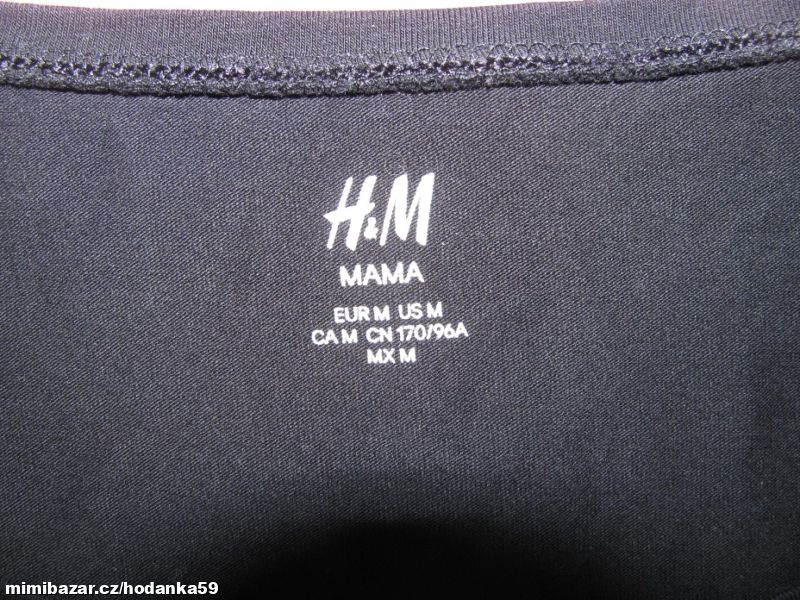 H&M
MAMA
EUR M US M
CA M CN 170/96A
MX M
mimibazar.cz/hodanka59